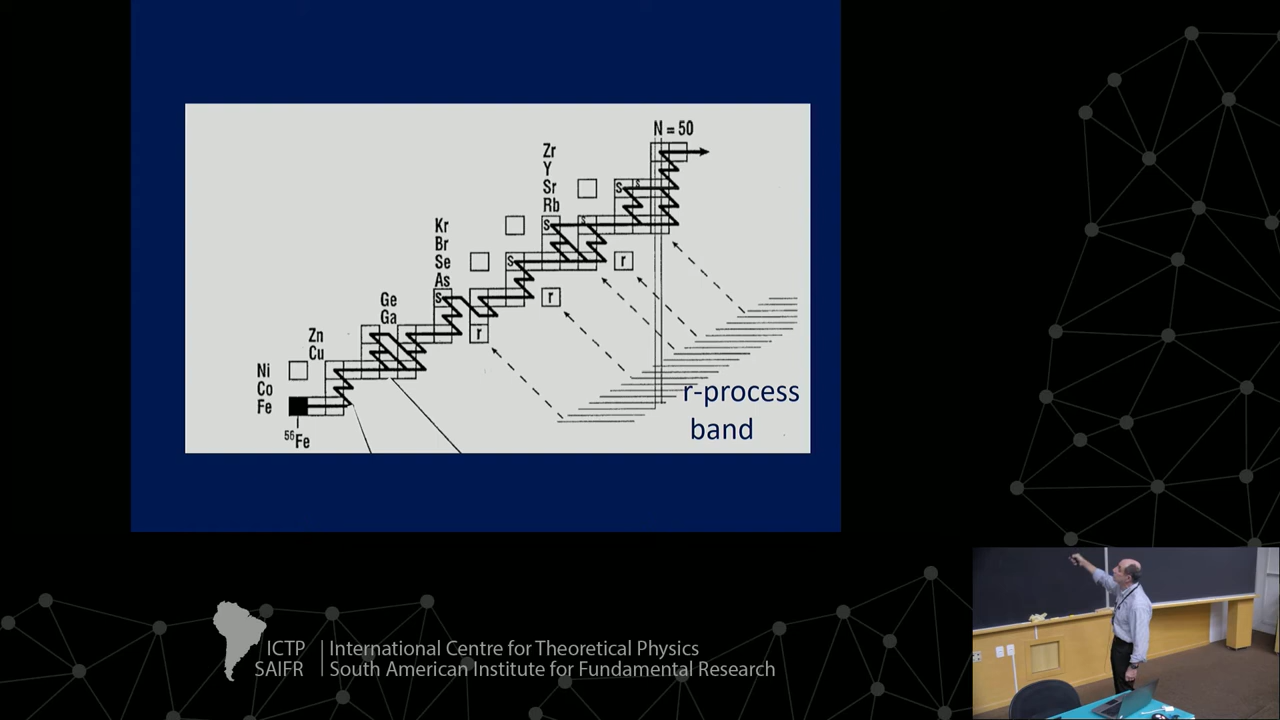 N = 50
Zr
Y
Sr
Rb
s s
Kr
Br
Se
As
s s
s r
Ge
Ga
s r
r
Zn
Cu
Ni
Co
Fe
56Fe
r-process
band
ICTP
SAIFR
International Centre for Theoretical Physics
South American Institute for Fundamental Research